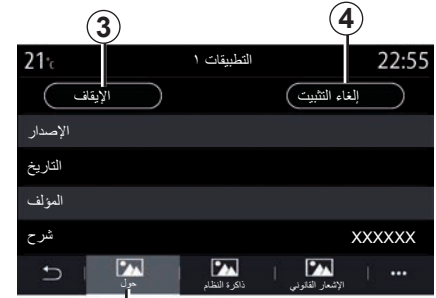 3 4
21°c التطبيقات ١ 22:55
الإيقاف إلغاء التثبيت
الإصدار
التاريخ
المؤلف
شرح XXXXXX
حول ذاكرة النظام الإشعار القانوني ...